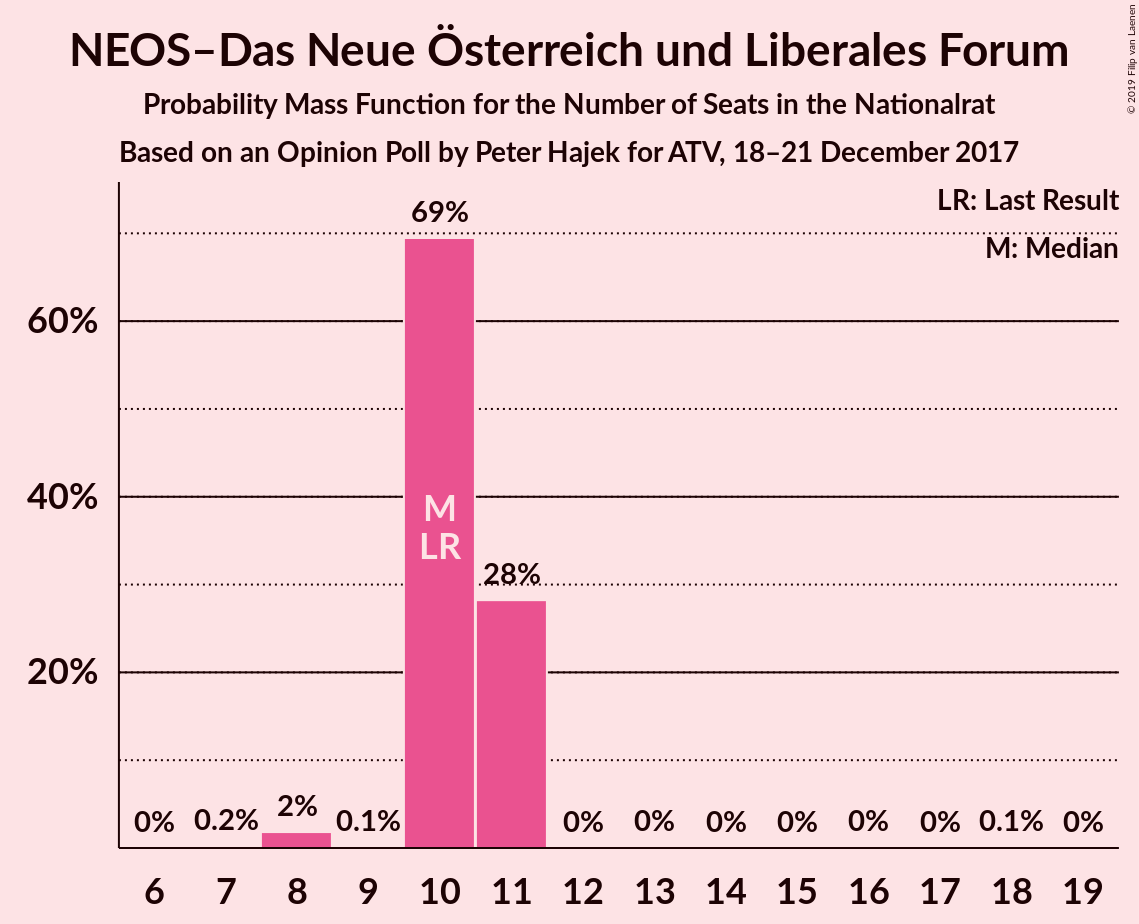 NEOS–Das Neue Österreich und Liberales Forum
Probability Mass Function for the Number of Seats in the Nationalrat
Based on an Opinion Poll by Peter Hajek for ATV, 18–21 December 2017
© 2019 Filip van Laenen
LR: Last Result
M: Median
69%
60%
40%
M
LR
28%
20%
0% 0.2% 2% 0.1% 0% 0% 0% 0% 0% 0% 0.1% 0%
6 7 8 9 10 11 12 13 14 15 16 17 18 19